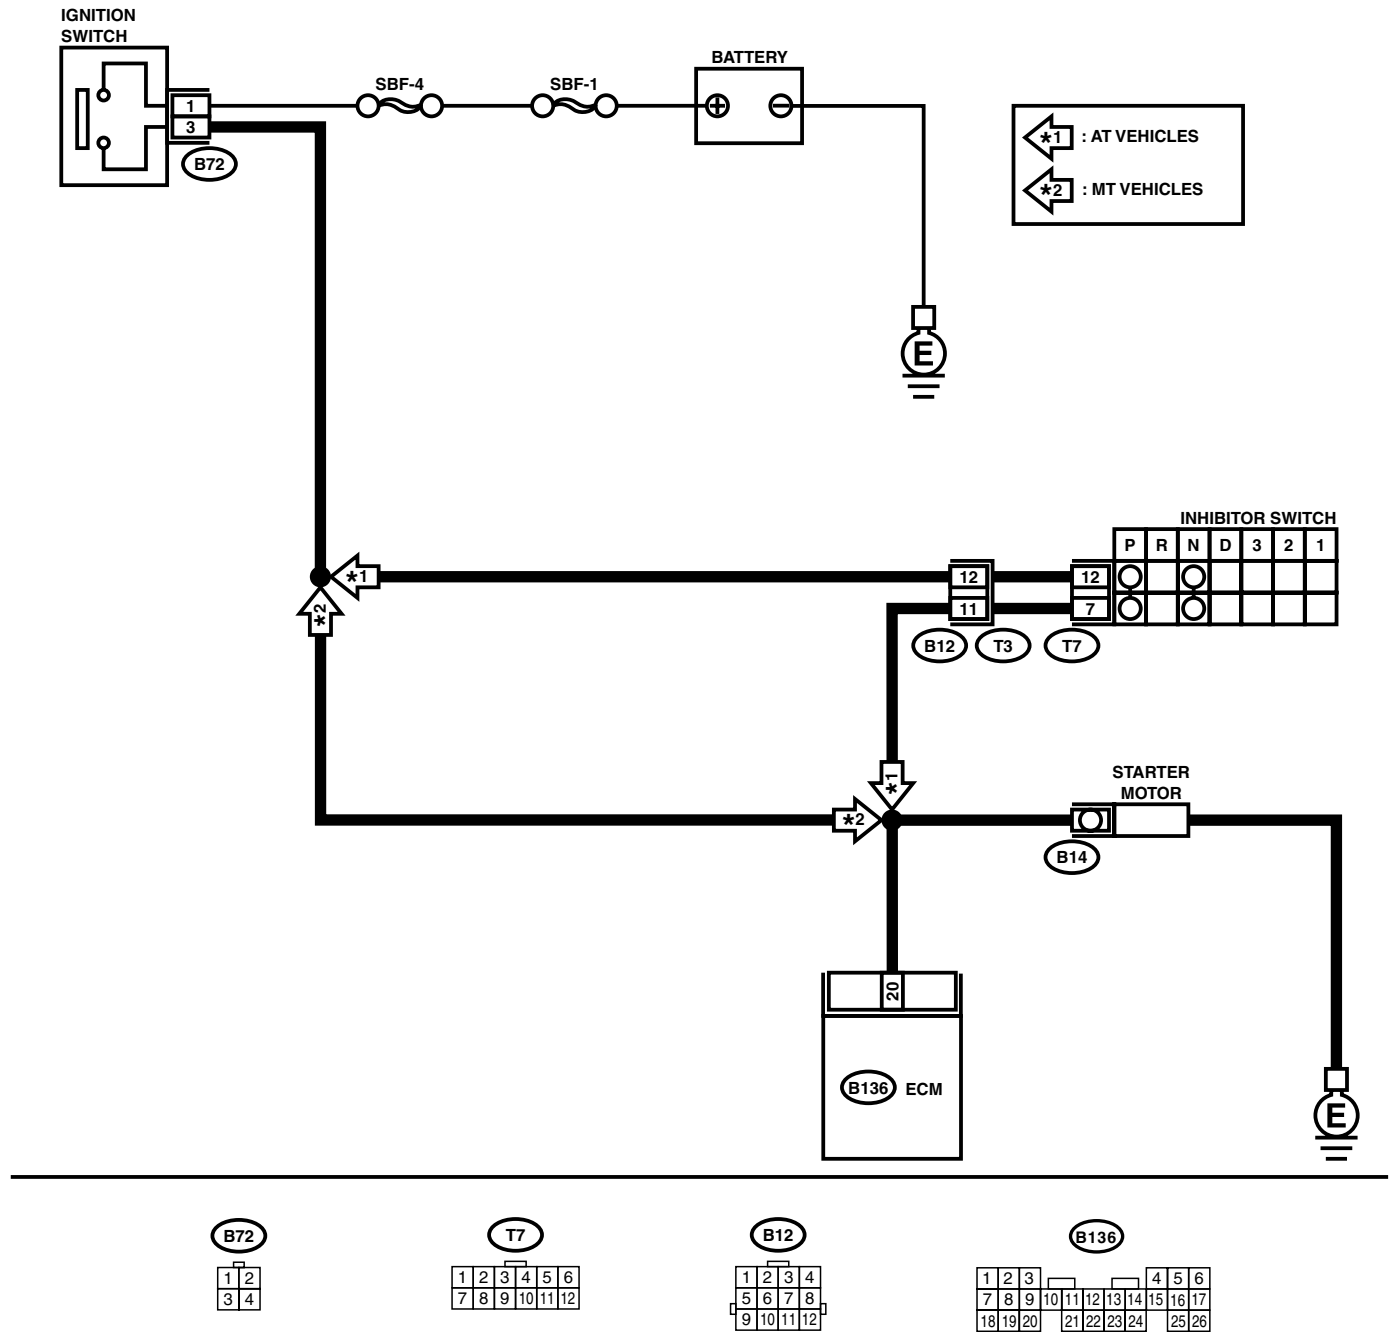 IGNITION
SWITCH
SBF-4
SBF-1
BATTERY
1
3
B72
+
−
*1 : AT VEHICLES
*2 : MT VEHICLES
E
INHIBITOR SWITCH
P R N D 3 2 1
*1
12
12
11
7
*2
B12
T3
T7
*1
STARTER
MOTOR
*2
B14
20
B136 ECM
E
B72
1 2
3 4
T7
1 2 3 4 5 6
7 8 9 10 11 12
B12
1 2 3 4
5 6 7 8
9 10 11 12
B136
1 2 3 4 5 6
7 8 9 10 11 12 13 14 15 16 17
18 19 20 21 22 23 24 25 26